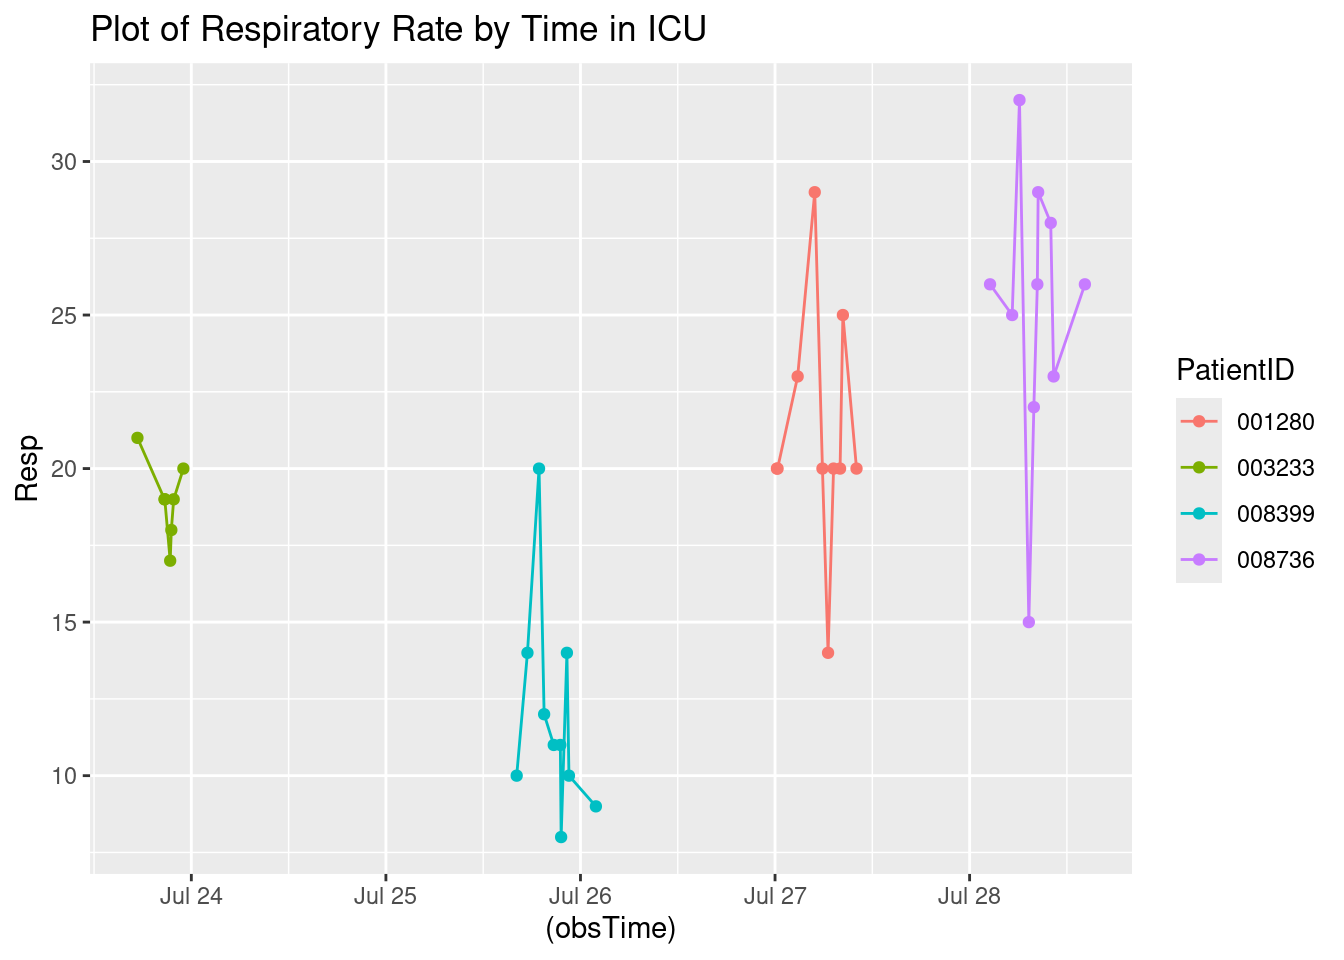 Plot of Respiratory Rate by Time in ICU
30
25
20
15
10
Resp
Jul 24
Jul 25
Jul 26
Jul 27
Jul 28
(obsTime)
PatientID
001280
003233
008399
008736